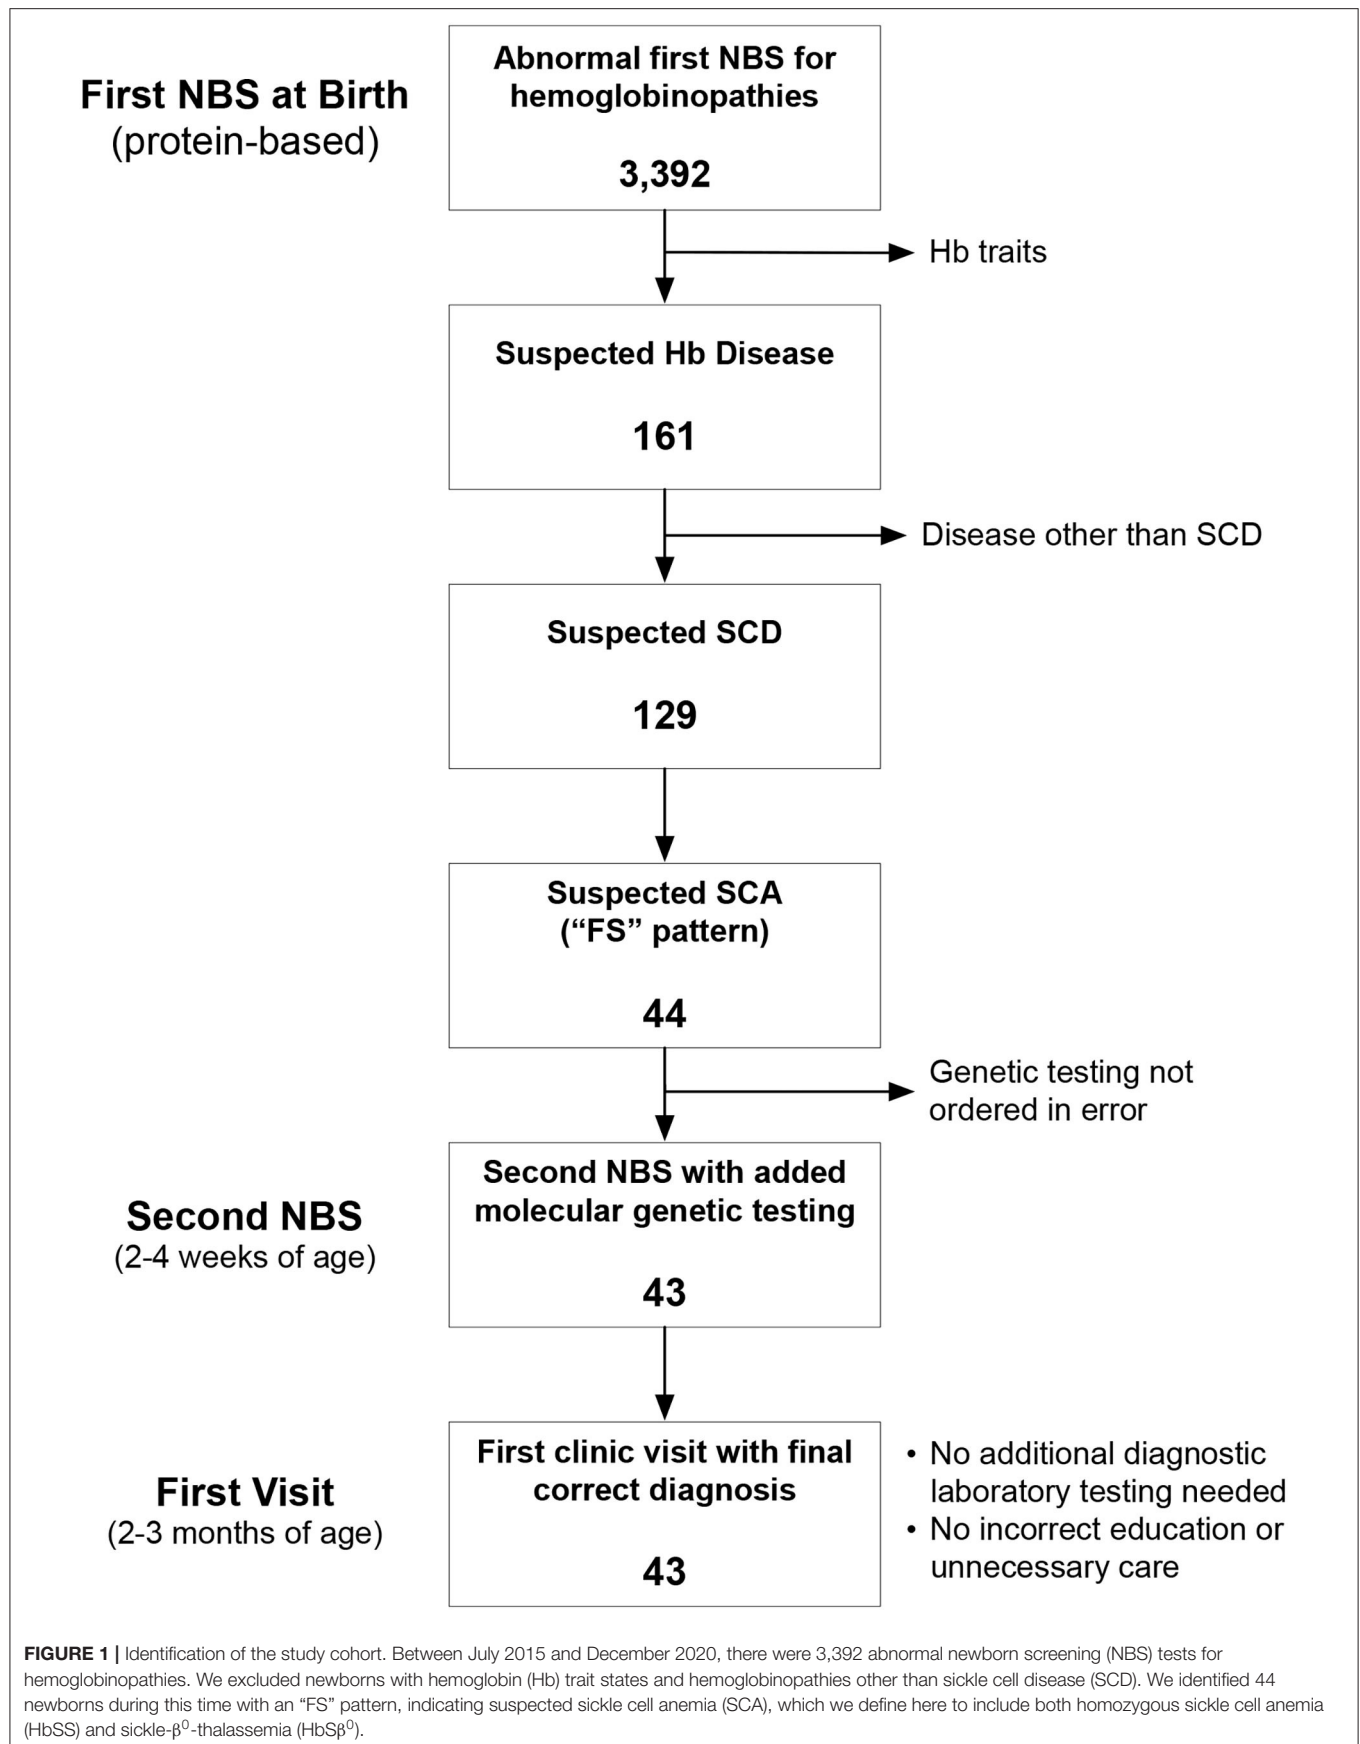 First NBS at Birth
(protein-based)
Abnormal first NBS for
hemoglobinopathies
3,392
Hb traits
Suspected Hb Disease
161
Disease other than SCD
Suspected SCD
129
Suspected SCA
(“FS” pattern)
44
Genetic testing not
ordered in error
Second NBS
(2-4 weeks of age)
Second NBS with added
molecular genetic testing
43
First Visit
(2-3 months of age)
First clinic visit with final
correct diagnosis
43
• No additional diagnostic
laboratory testing needed
• No incorrect education or
unnecessary care
FIGURE 1 | Identification of the study cohort. Between July 2015 and December 2020, there were 3,392 abnormal newborn screening (NBS) tests for
hemoglobinopathies. We excluded newborns with hemoglobin (Hb) trait states and hemoglobinopathies other than sickle cell disease (SCD). We identified 44
newborns during this time with an “FS” pattern, indicating suspected sickle cell anemia (SCA), which we define here to include both homozygous sickle cell anemia
(HbSS) and sickle-β⁰-thalassemia (HbSβ⁰).